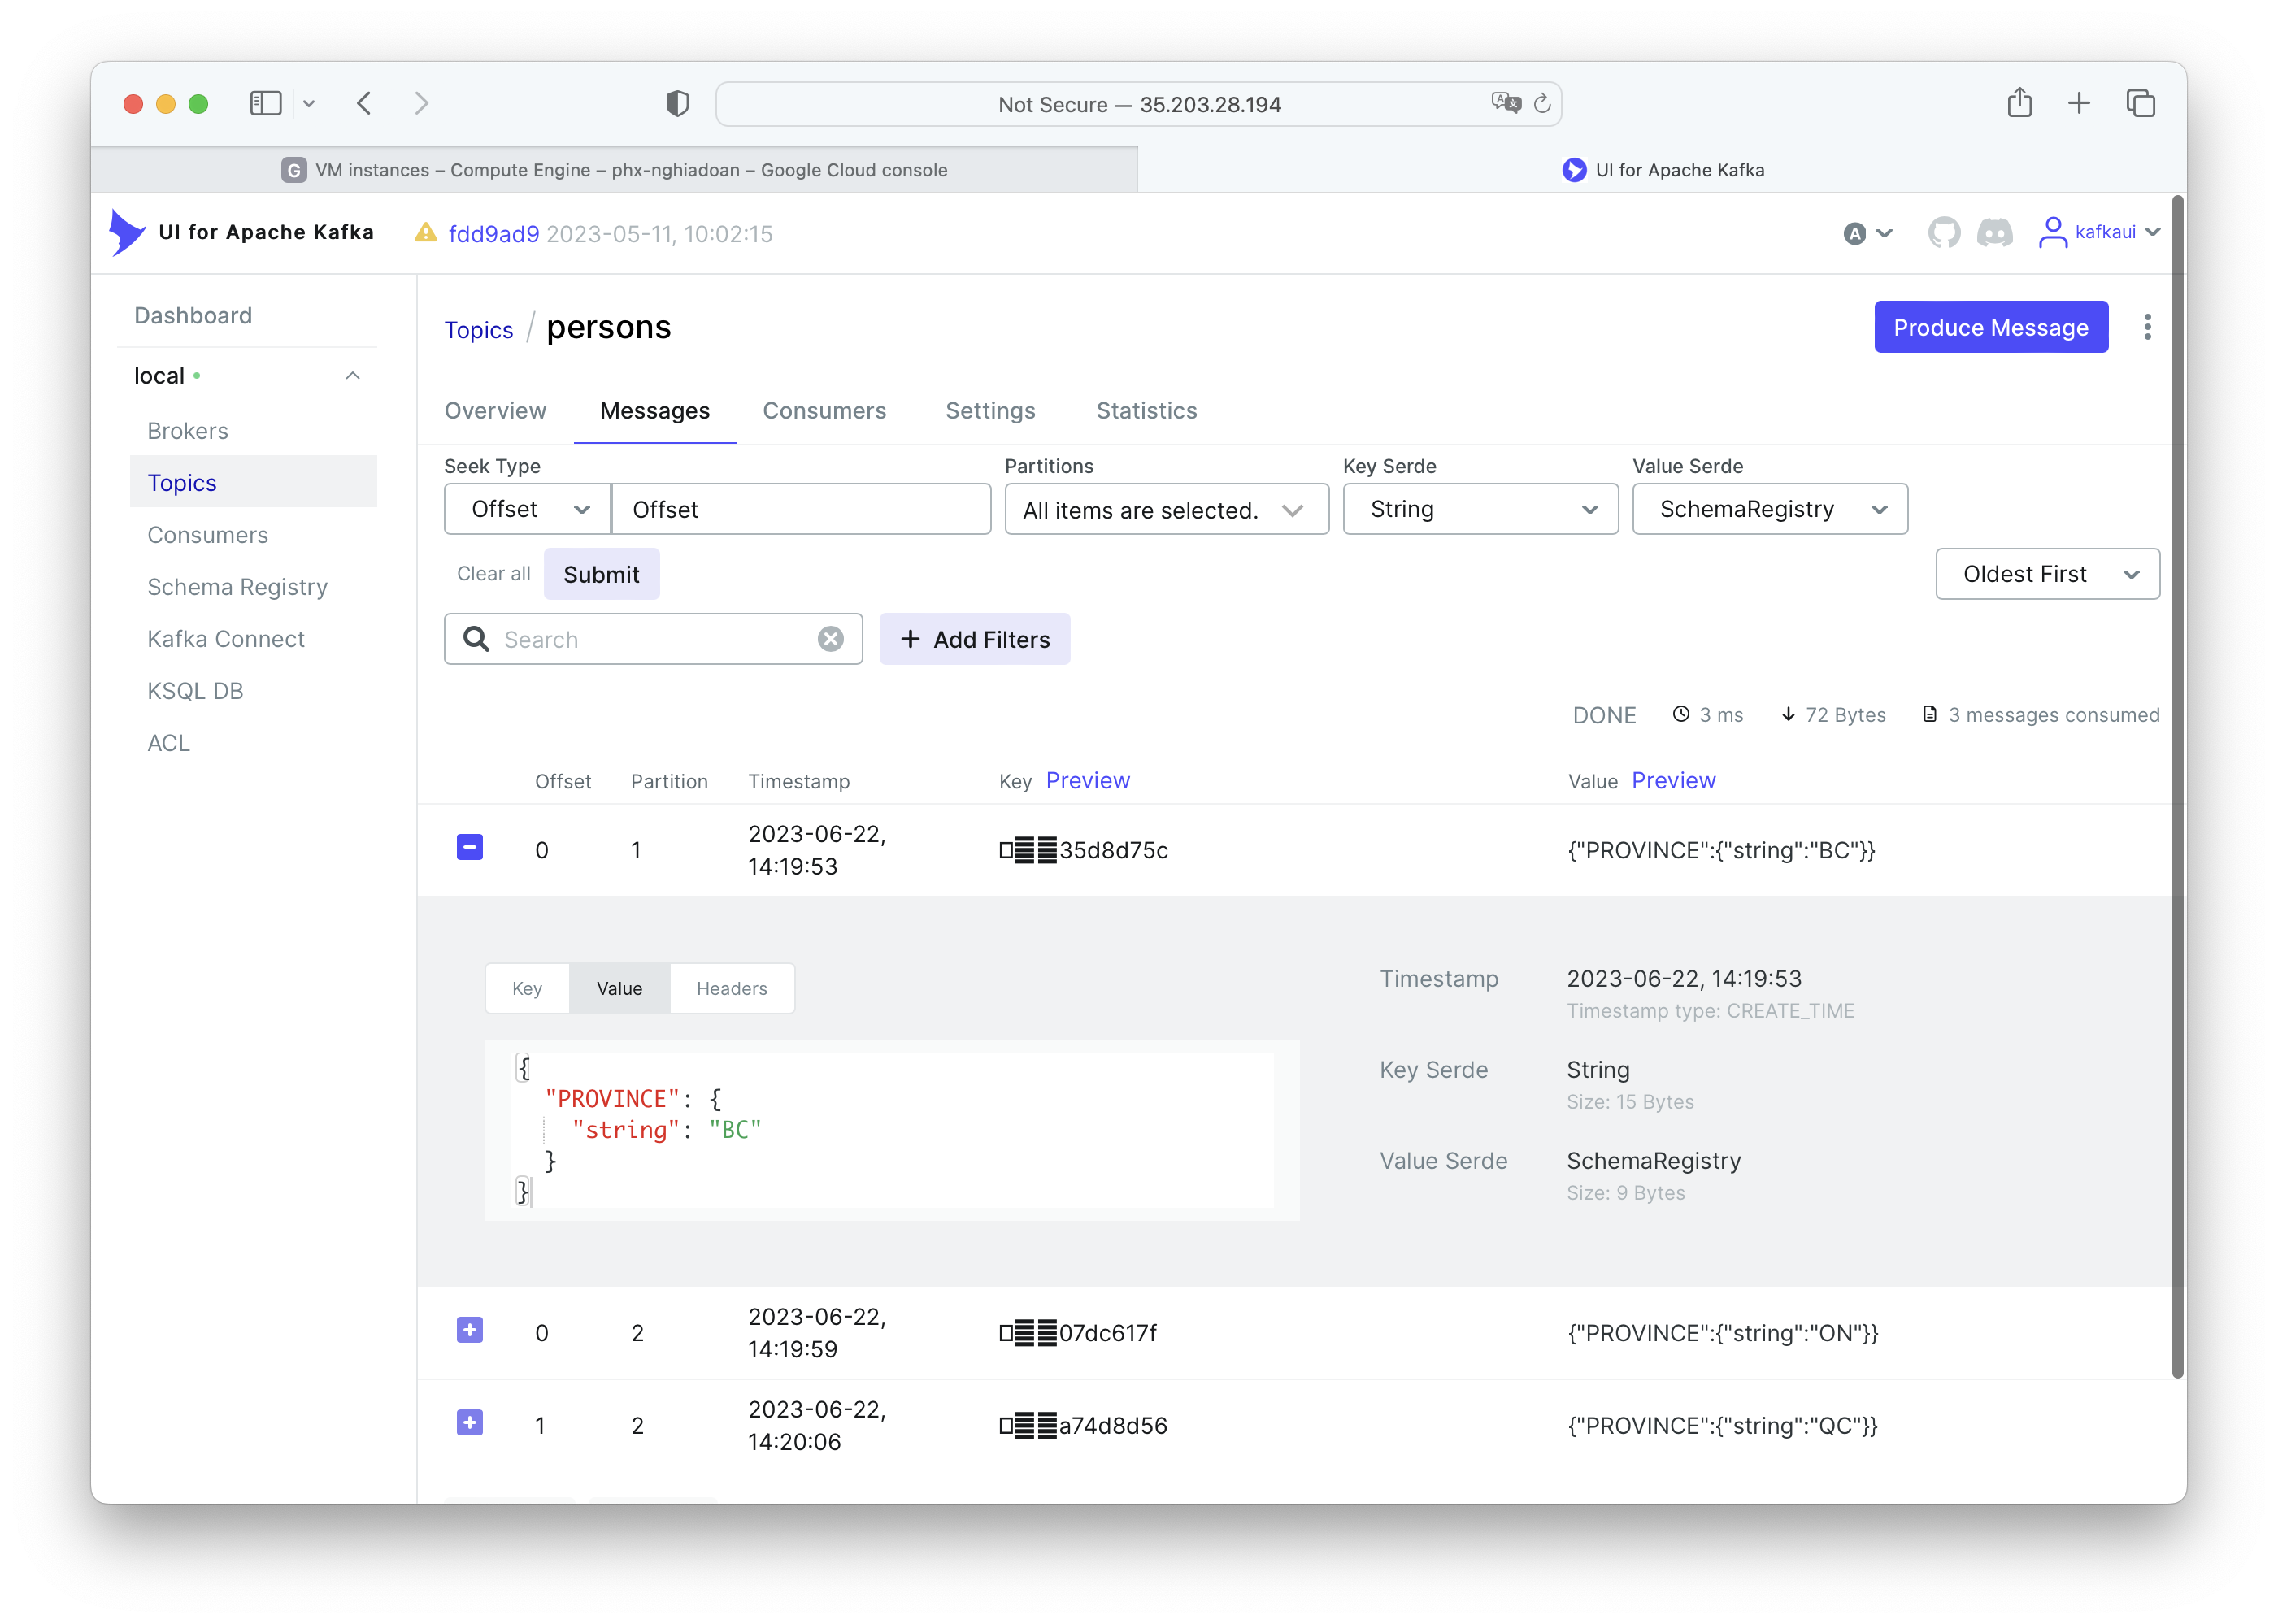 Not Secure — 35.203.28.194
VM instances – Compute Engine – phx-nghiadoan – Google Cloud console
UI for Apache Kafka
UI for Apache Kafka
fdd9ad9 2023-05-11, 10:02:15
A
kafkaui
Dashboard
local
Brokers
Topics
Consumers
Schema Registry
Kafka Connect
KSQL DB
ACL
Topics / persons
Produce Message
Overview Messages Consumers Settings Statistics
Seek Type Partitions Key Serde Value Serde
Offset Offset All items are selected. String SchemaRegistry
Clear all Submit Oldest First
Search + Add Filters
DONE 3 ms 72 Bytes 3 messages consumed
Offset Partition Timestamp Key Preview Value Preview
0 1 2023-06-22, 14:19:53 35d8d75c {"PROVINCE":{"string":"BC"}}
Key Value Headers
{
"PROVINCE": {
"string": "BC"
}
}
Timestamp 2023-06-22, 14:19:53
Timestamp type: CREATE_TIME
Key Serde String
Size: 15 Bytes
Value Serde SchemaRegistry
Size: 9 Bytes
0 2 2023-06-22, 14:19:59 07dc617f {"PROVINCE":{"string":"ON"}}
1 2 2023-06-22, 14:20:06 a74d8d56 {"PROVINCE":{"string":"QC"}}